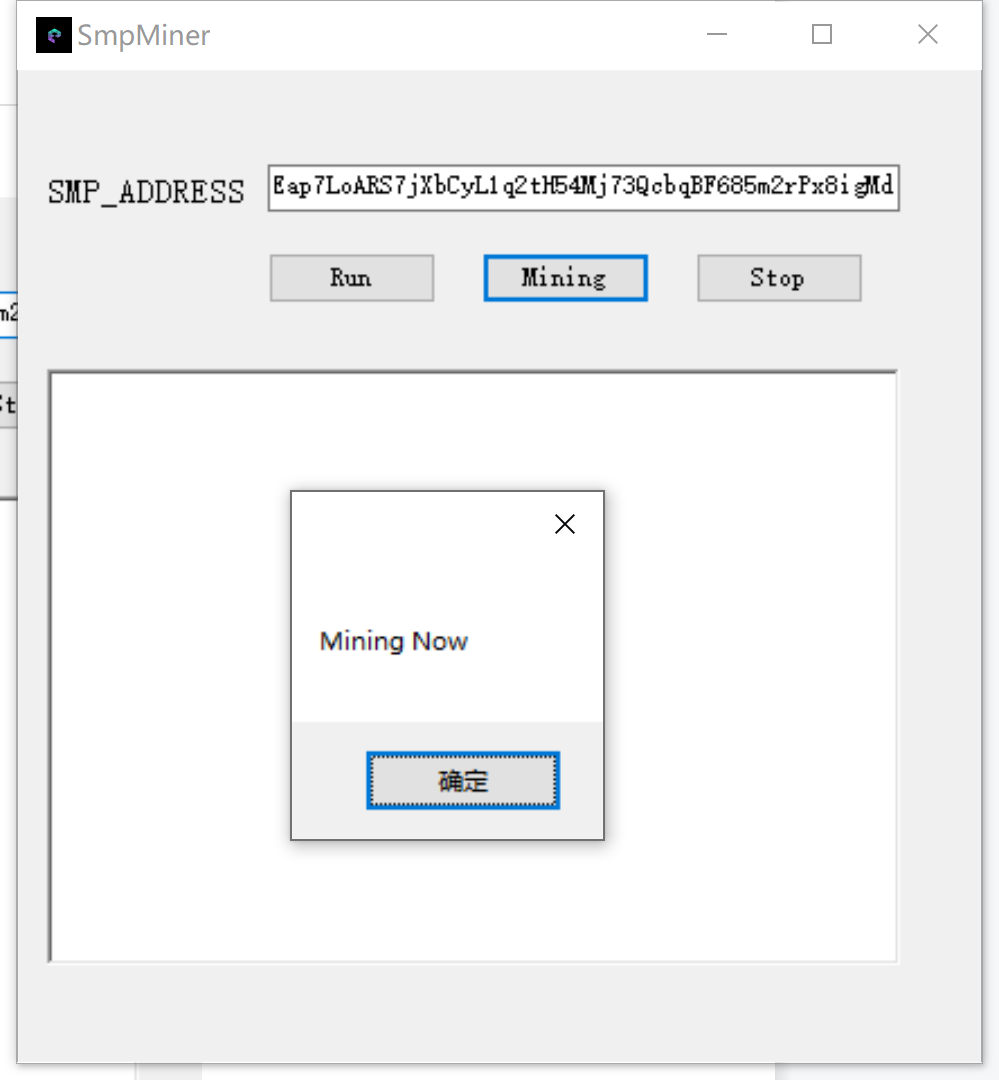 SmpMiner
SMP_ADDRESS
Eap7LoARS7jXbCyL1q2tH54Mj73QcbqBF685m2rPx8igMd
Run
Mining
Stop
Mining Now
确定